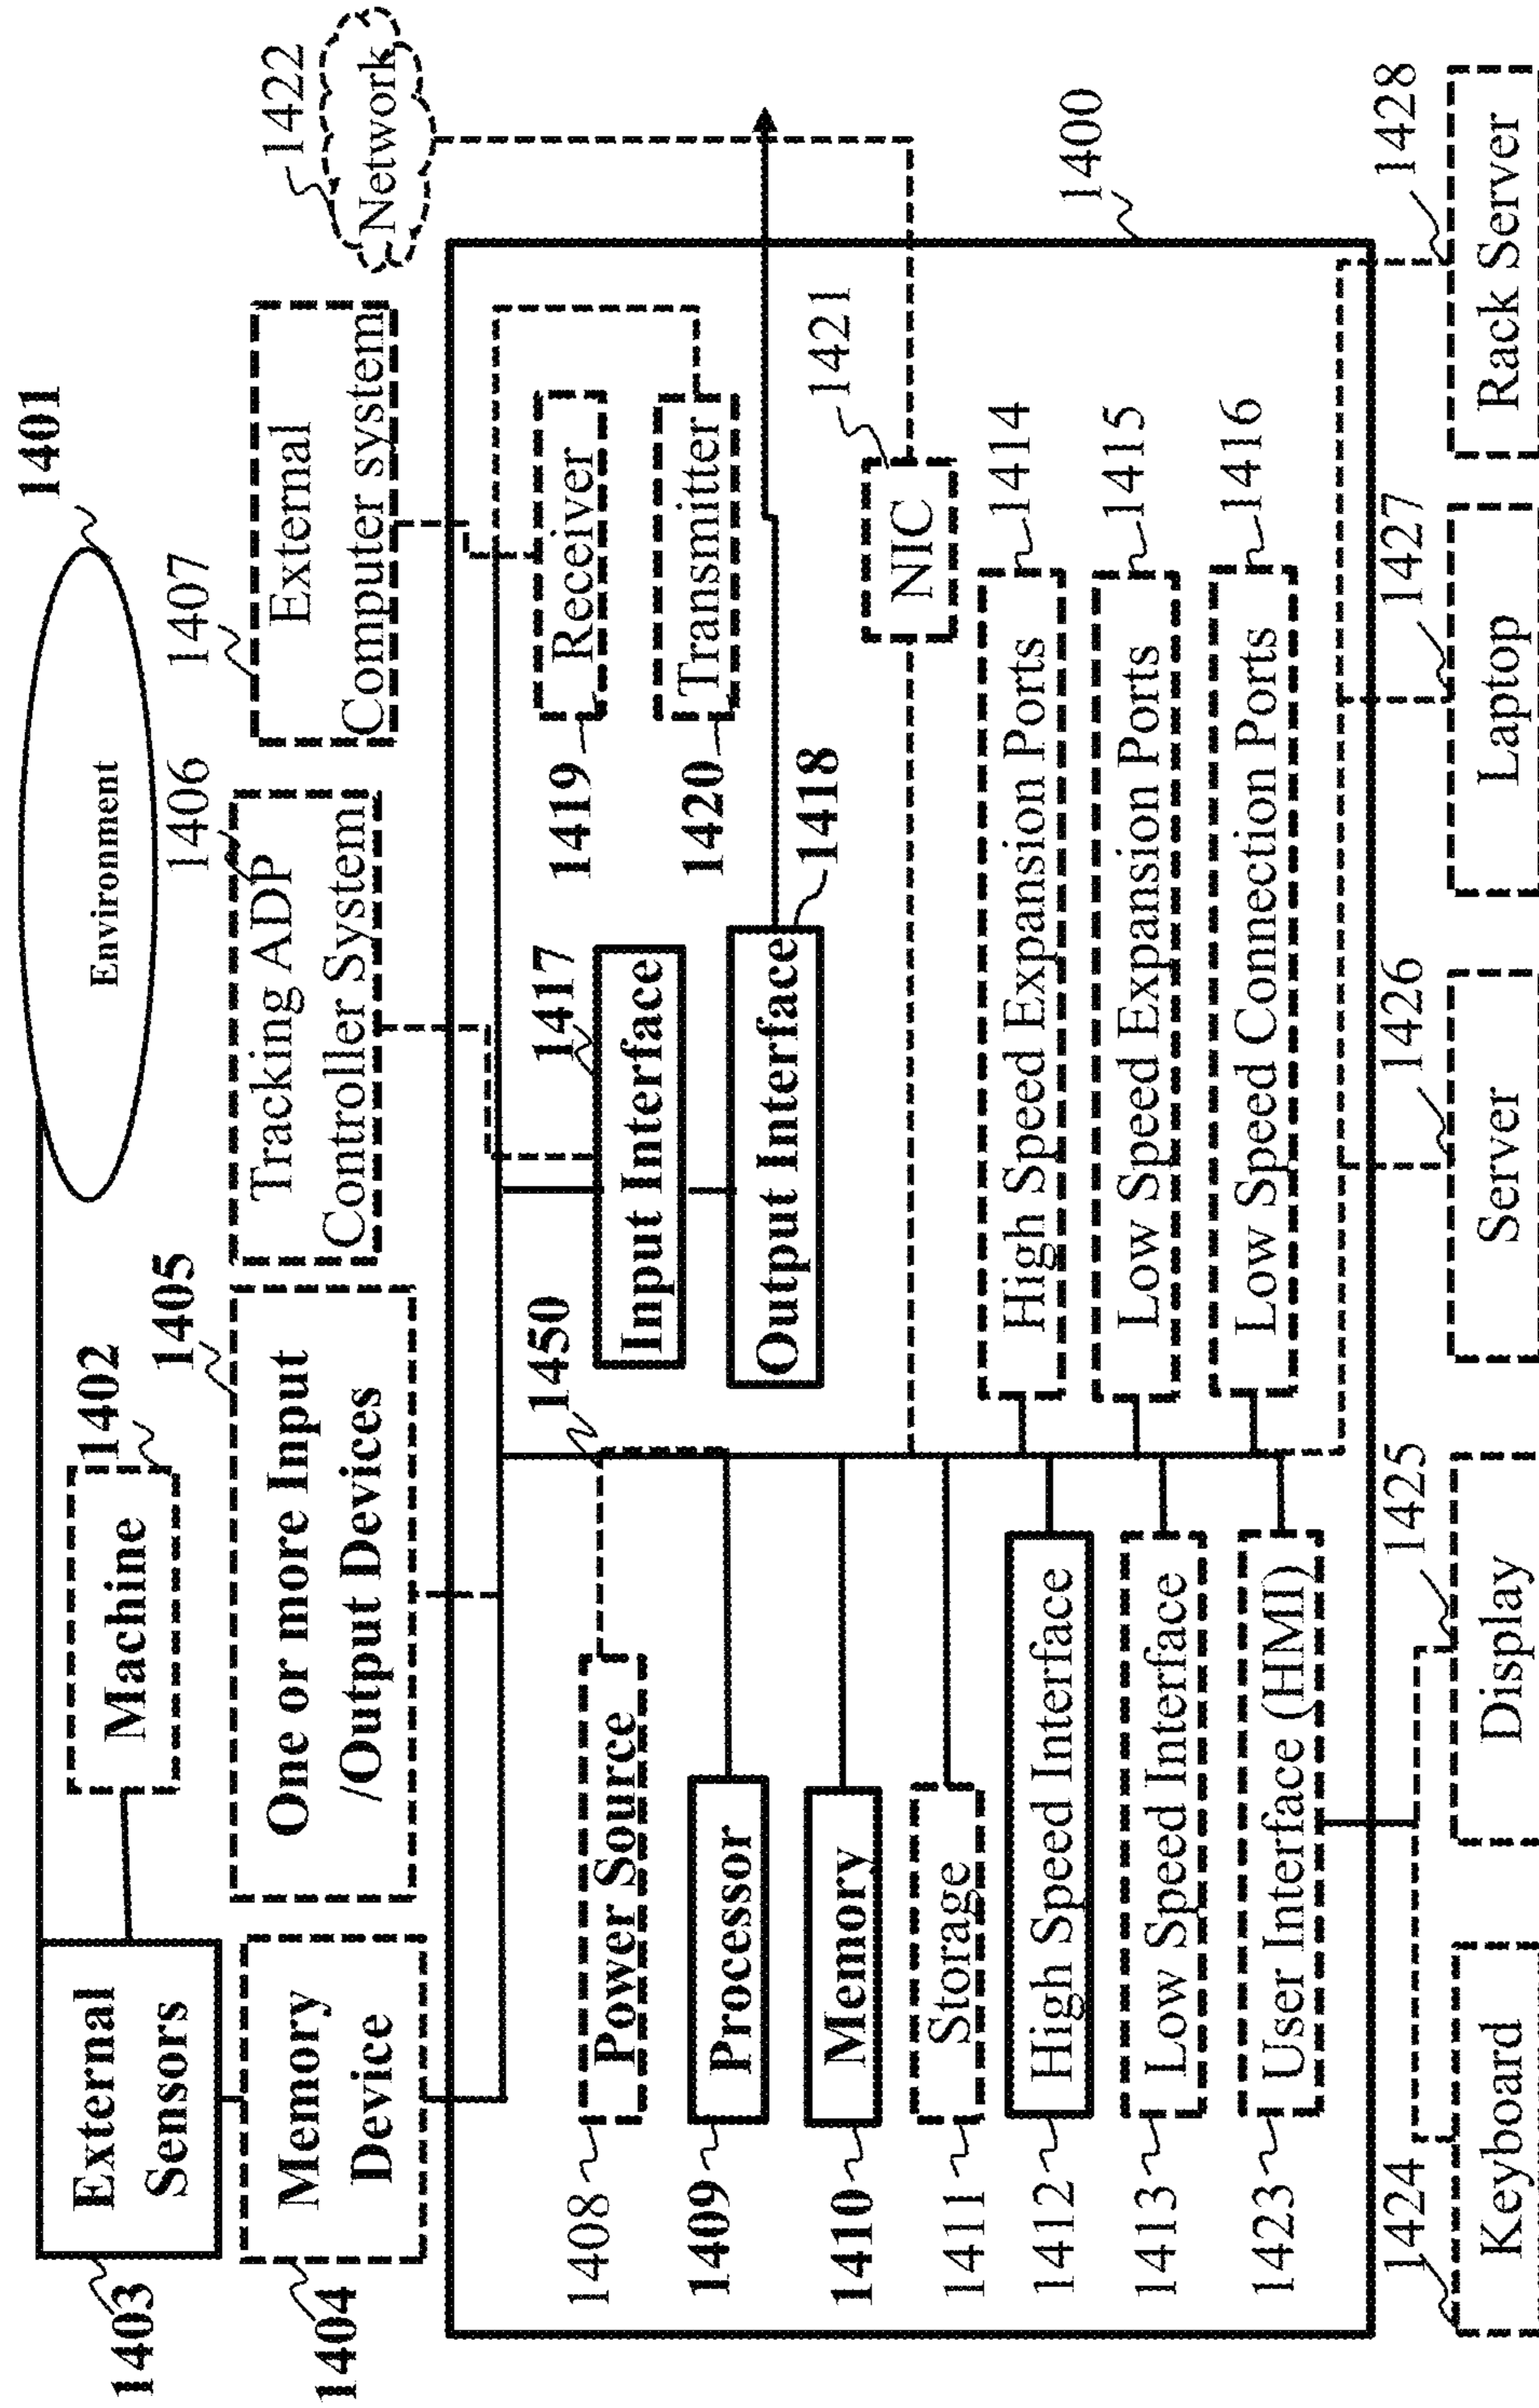 1401
Environment
1402
Machine
1403
External
Sensors
1404
Memory
Device
1405
One or more Input
/Output Devices
1406
Tracking ADP
Controller System
1407
External
Computer system
1422
Network
1450
1408
Power Source
1409
Processor
1410
Memory
1411
Storage
1412
High Speed Interface
1413
Low Speed Interface
1423
User Interface (HMI)
1417
Input Interface
Output Interface
1418
1419
Receiver
1420
Transmitter
NIC
1421
High Speed Expansion Ports
1414
Low Speed Expansion Ports
1415
Low Speed Connection Ports
1416
1400
1424
Keyboard
1425
Display
1426
Server
1427
Laptop
1428
Rack Server